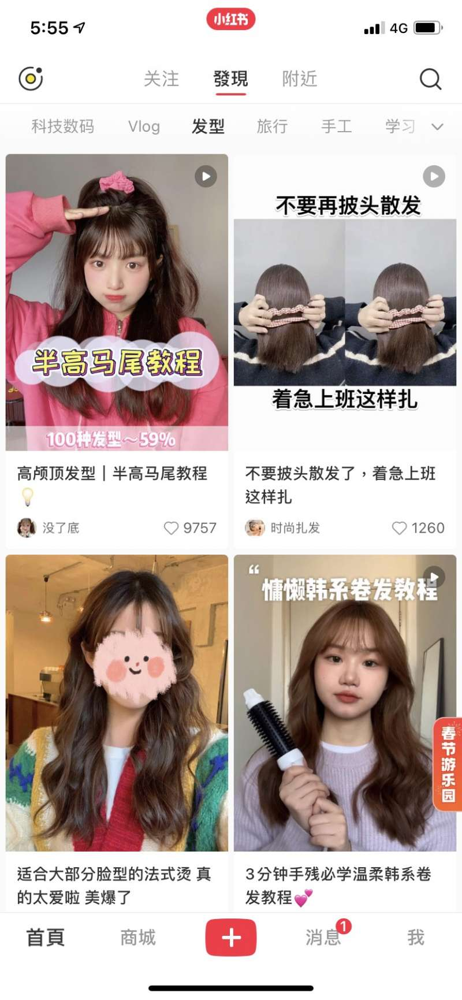 5:55
小红书
4G
关注 發現 附近
科技数码 Vlog 发型 旅行 手工 学习
半高马尾教程
100种发型～59%
高颅顶发型｜半高马尾教程
没了底
9757
不要再披头散发
着急上班这样扎
不要披头散发了，着急上班
这样扎
时尚扎发
1260
适合大部分脸型的法式烫 真
的太爱啦 美爆了
“
慵懒韩系卷发教程
3分钟手残必学温柔韩系卷
发教程
春节游乐园
首頁 商城 消息 1 我